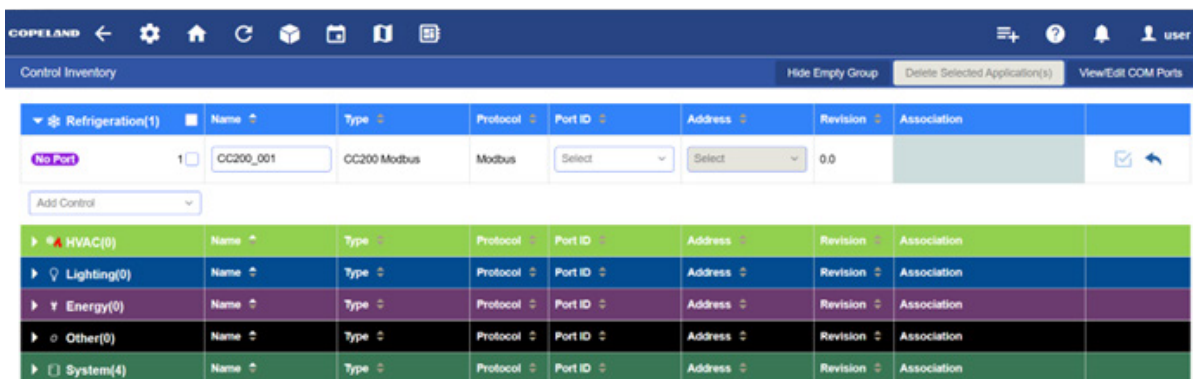 COPELAND user
Control Inventory Hide Empty Group Delete Selected Application(s) View/Edit COM Ports
Refrigeration(1) Name Type Protocol Port ID Address Revision Association
No Port 1 CC200_001 CC200 Modbus Modbus Select Select 0.0
Add Control
HVAC(0) Name Type Protocol Port ID Address Revision Association
Lighting(0) Name Type Protocol Port ID Address Revision Association
Energy(0) Name Type Protocol Port ID Address Revision Association
Other(0) Name Type Protocol Port ID Address Revision Association
System(4) Name Type Protocol Port ID Address Revision Association